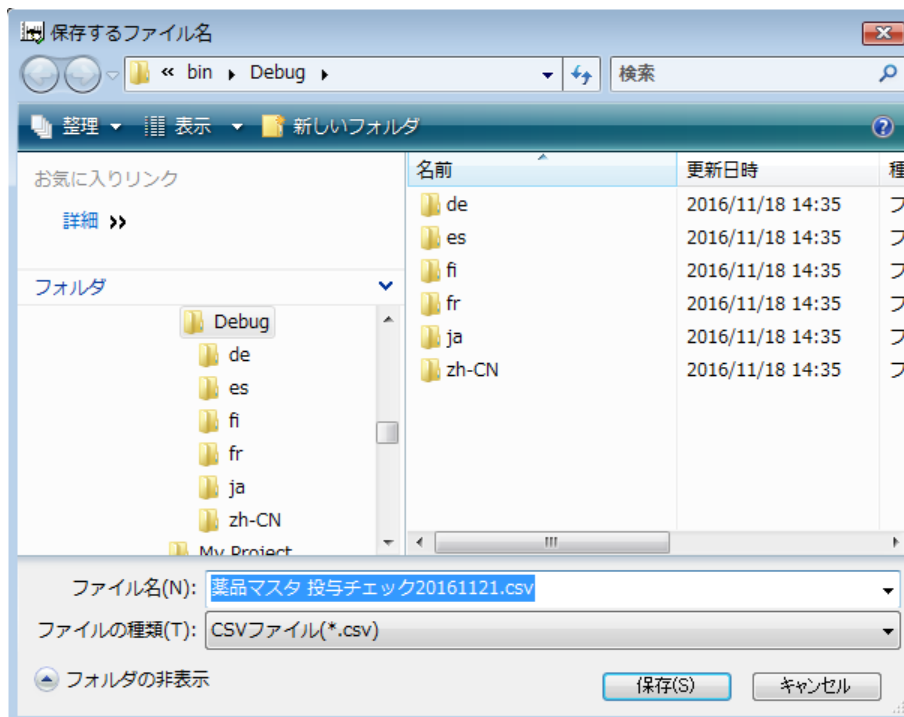 保存するファイル名
« bin ▸ Debug ▸
検索
整理 表示 新しいフォルダ
お気に入りリンク
詳細 »
フォルダ
Debug
de
es
fi
fr
ja
zh-CN
My Project
名前 更新日時 種
de 2016/11/18 14:35 フ
es 2016/11/18 14:35 フ
fi 2016/11/18 14:35 フ
fr 2016/11/18 14:35 フ
ja 2016/11/18 14:35 フ
zh-CN 2016/11/18 14:35 フ
ファイル名(N): 薬品マスタ 投与チェック20161121.csv
ファイルの種類(T): CSVファイル(*.csv)
フォルダの非表示
保存(S) キャンセル